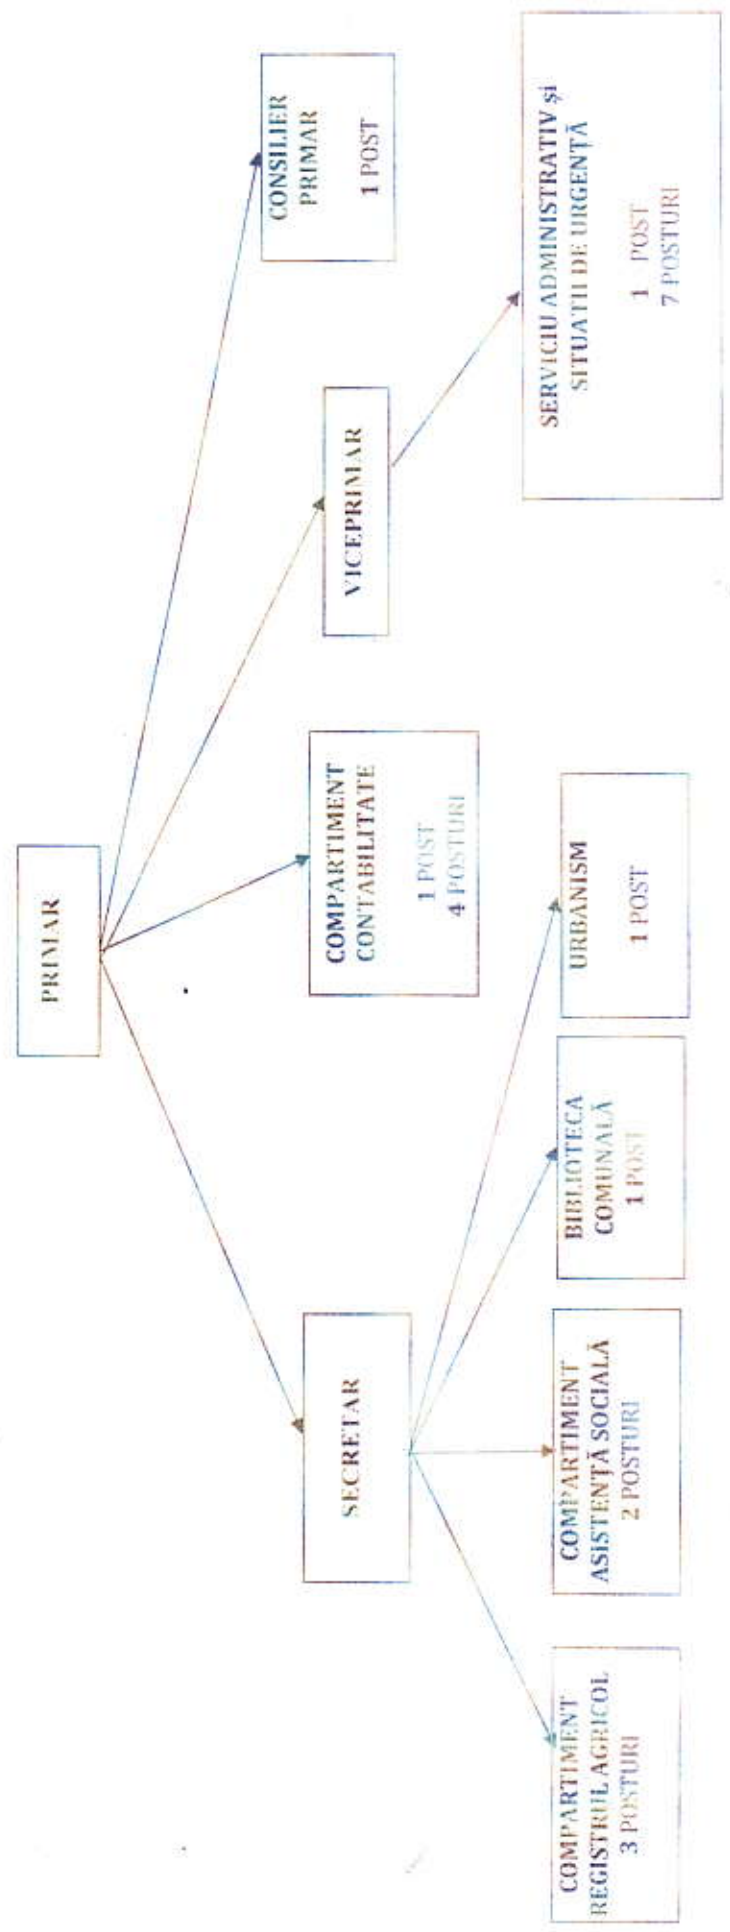 PRIMAR
SECRETAR
COMPARTIMENT
CONTABILITATE
1 POST
4 POSTURI
VICEPRIMAR
CONSILIER
PRIMAR
1 POST
COMPARTIMENT
REGISTRUL AGRICOL
3 POSTURI
COMPARTIMENT
ASISTENȚĂ SOCIALĂ
2 POSTURI
BIBLIOTECA
COMUNALĂ
1 POST
URBANISM
1 POST
SERVICIU ADMINISTRATIV și
SITUATII DE URGENȚĂ
1 POST
7 POSTURI